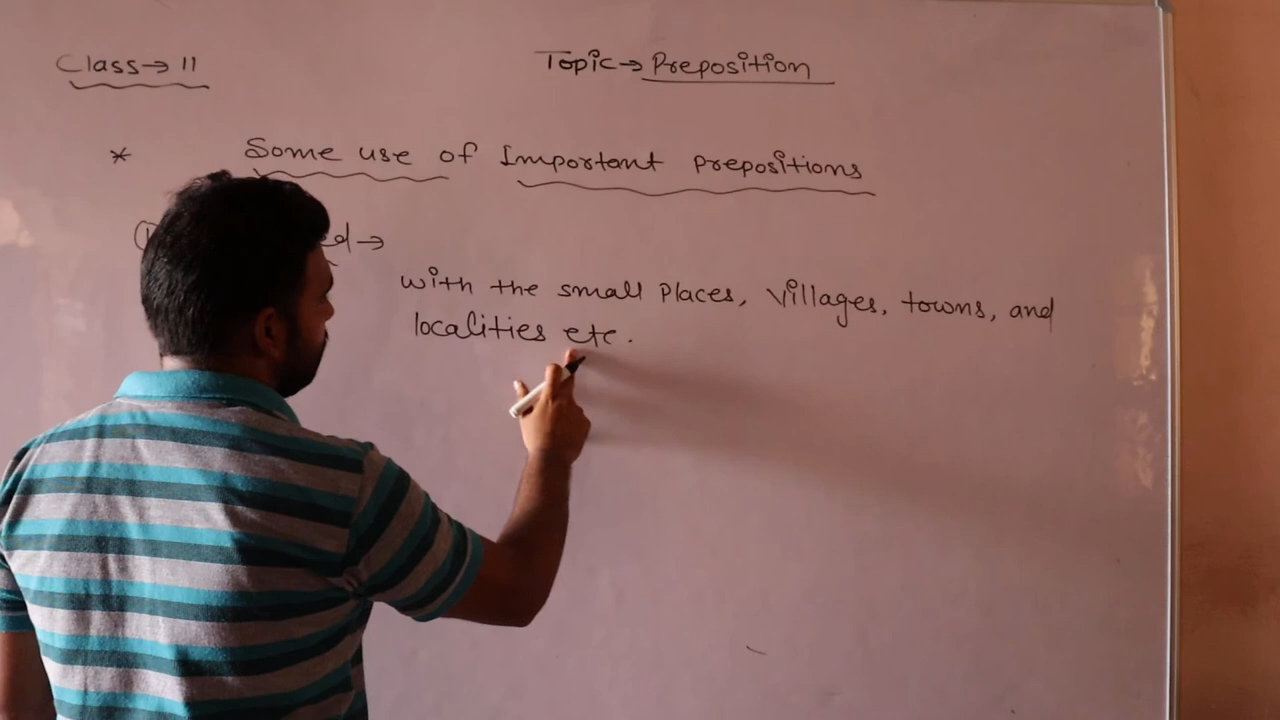 Class→ 11
Topic→ Preposition
* Some use of Important prepositions
→
with the small places, villages, towns, and
localities etc.